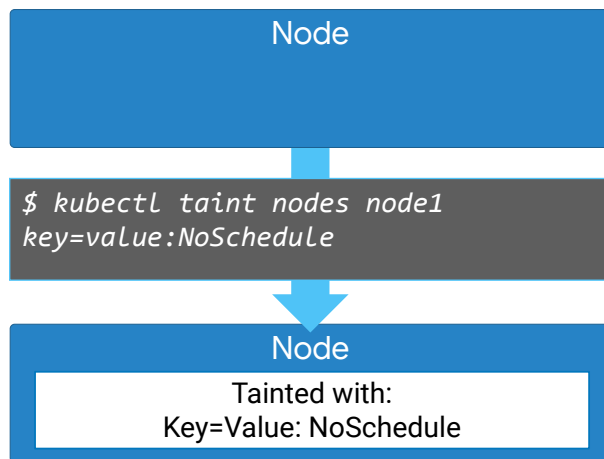 Node
$ kubectl taint nodes node1
key=value:NoSchedule
Node
Tainted with:
Key=Value: NoSchedule